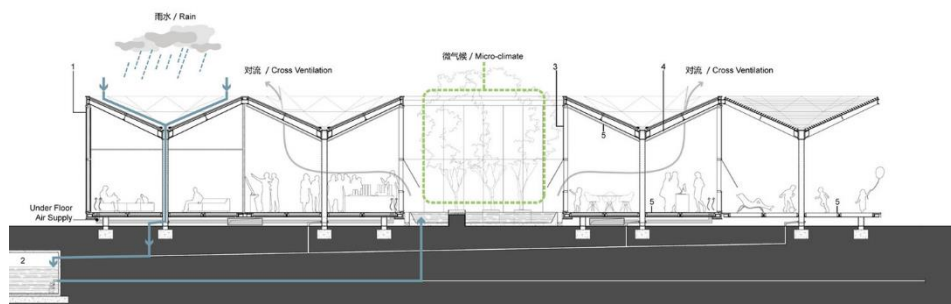 雨水 / Rain
微气候 / Micro-climate
对流 / Cross Ventilation
1
3
4
对流 / Cross Ventilation
5
Under Floor
Air Supply
5
5
2